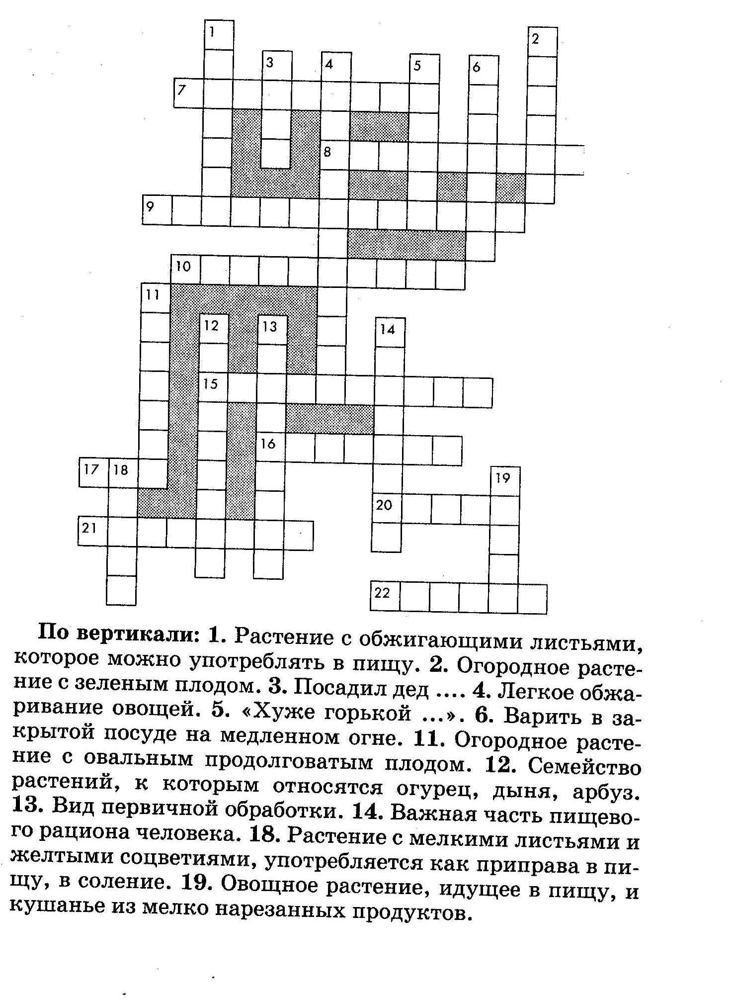 1
2
3 4 5 6
7
8
9
10
11
12 13 14
15
16
17 18 19
20
21
22
По вертикали: 1. Растение с обжигающими листьями,
которое можно употреблять в пищу. 2. Огородное расте-
ние с зеленым плодом. 3. Посадил дед .... 4. Легкое обжа-
ривание овощей. 5. «Хуже горькой ...». 6. Варить в за-
крытой посуде на медленном огне. 11. Огородное расте-
ние с овальным продолговатым плодом. 12. Семейство
растений, к которым относятся огурец, дыня, арбуз.
13. Вид первичной обработки. 14. Важная часть пищево-
го рациона человека. 18. Растение с мелкими листьями и
желтыми соцветиями, употребляется как приправа в пи-
щу, в соление. 19. Овощное растение, идущее в пищу, и
кушанье из мелко нарезанных продуктов.